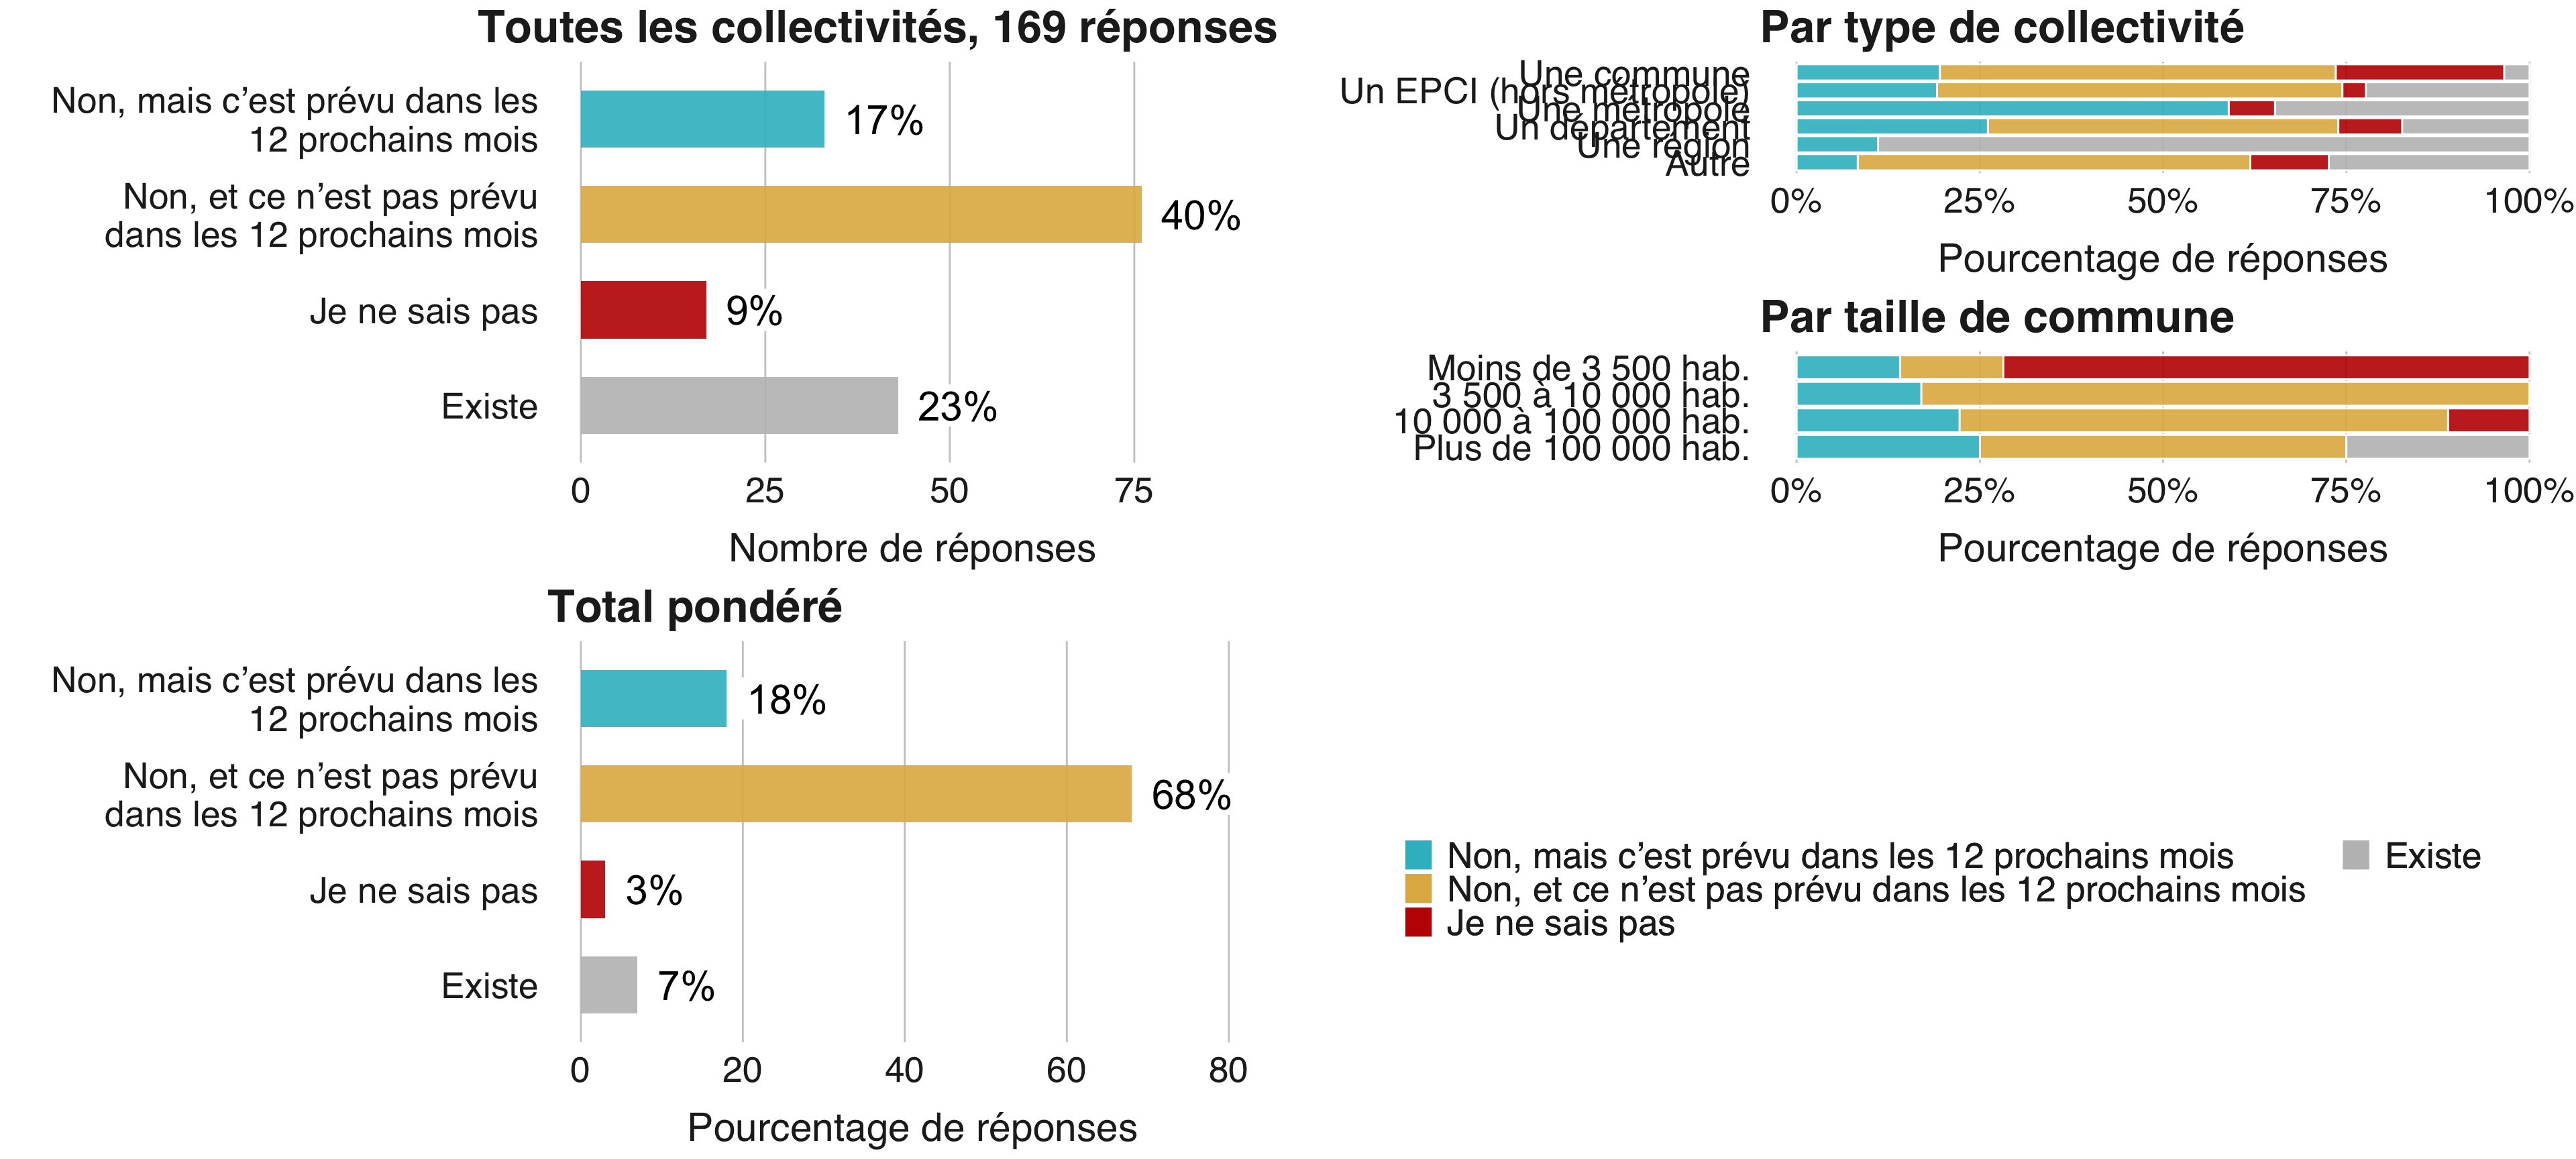 Toutes les collectivités, 169 réponses
Non, mais c’est prévu dans les
12 prochains mois
17%
Non, et ce n’est pas prévu
dans les 12 prochains mois
40%
Je ne sais pas
9%
Existe
23%
0 25 50 75
Nombre de réponses
Par type de collectivité
Une commune
Un EPCI (hors métropole)
Une métropole
Un département
Une région
Autre
0% 25% 50% 75% 100%
Pourcentage de réponses
Par taille de commune
Moins de 3 500 hab.
3 500 à 10 000 hab.
10 000 à 100 000 hab.
Plus de 100 000 hab.
0% 25% 50% 75% 100%
Pourcentage de réponses
Total pondéré
Non, mais c’est prévu dans les
12 prochains mois
18%
Non, et ce n’est pas prévu
dans les 12 prochains mois
68%
Je ne sais pas
3%
Existe
7%
0 20 40 60 80
Pourcentage de réponses
Non, mais c’est prévu dans les 12 prochains mois
Non, et ce n’est pas prévu dans les 12 prochains mois
Je ne sais pas
Existe